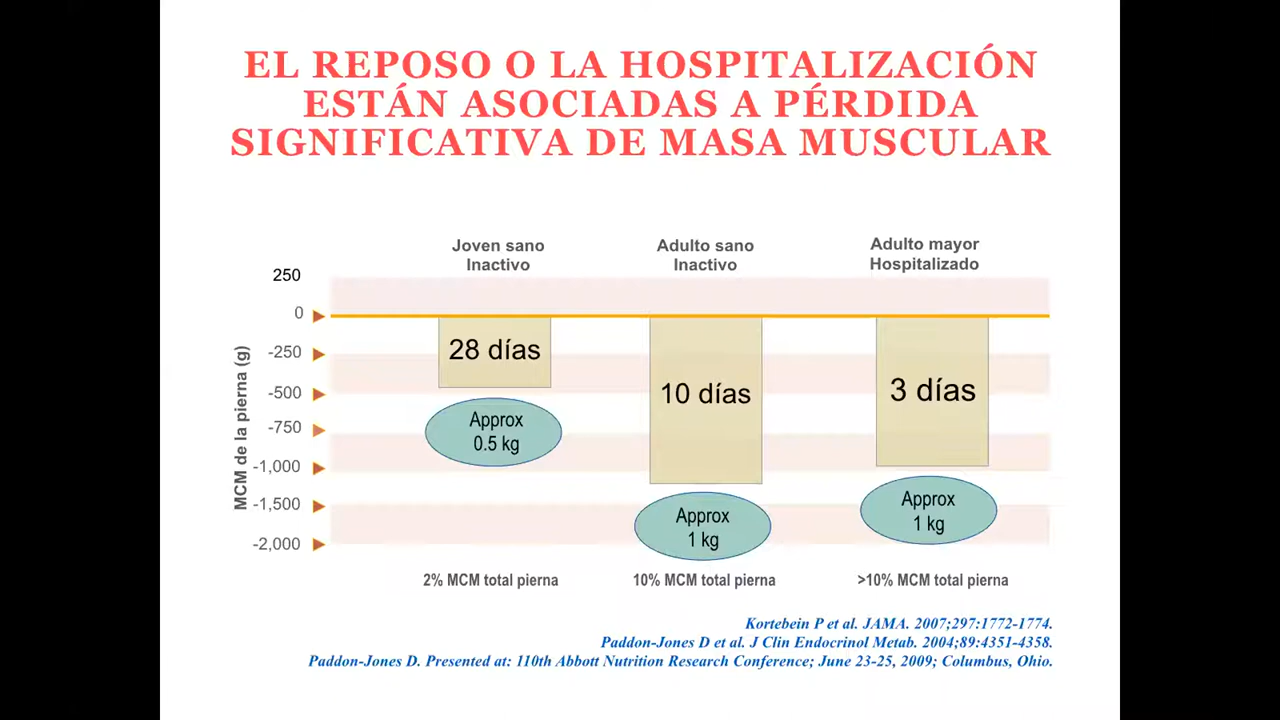 EL REPOSO O LA HOSPITALIZACIÓN
ESTÁN ASOCIADAS A PÉRDIDA
SIGNIFICATIVA DE MASA MUSCULAR
Joven sano
Inactivo
Adulto sano
Inactivo
Adulto mayor
Hospitalizado
MCM de la pierna (g)
250
0
-250
-500
-750
-1,000
-1,500
-2,000
28 días
10 días
3 días
Approx
0.5 kg
Approx
1 kg
Approx
1 kg
2% MCM total pierna
10% MCM total pierna
>10% MCM total pierna
Kortebein P et al. JAMA. 2007;297:1772-1774.
Paddon-Jones D et al. J Clin Endocrinol Metab. 2004;89:4351-4358.
Paddon-Jones D. Presented at: 110th Abbott Nutrition Research Conference; June 23-25, 2009; Columbus, Ohio.